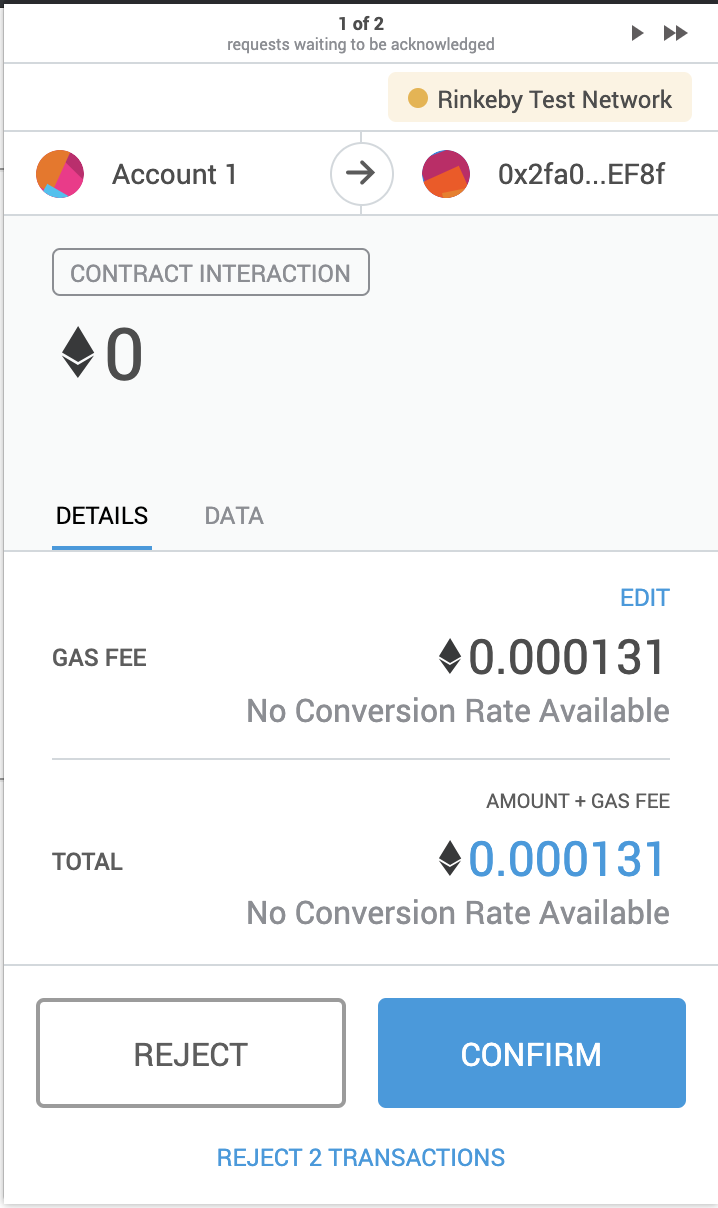 1 of 2
requests waiting to be acknowledged
Rinkeby Test Network
Account 1
0x2fa0...EF8f
CONTRACT INTERACTION
0
DETAILS DATA
EDIT
GAS FEE 0.000131
No Conversion Rate Available
AMOUNT + GAS FEE
TOTAL 0.000131
No Conversion Rate Available
REJECT CONFIRM
REJECT 2 TRANSACTIONS